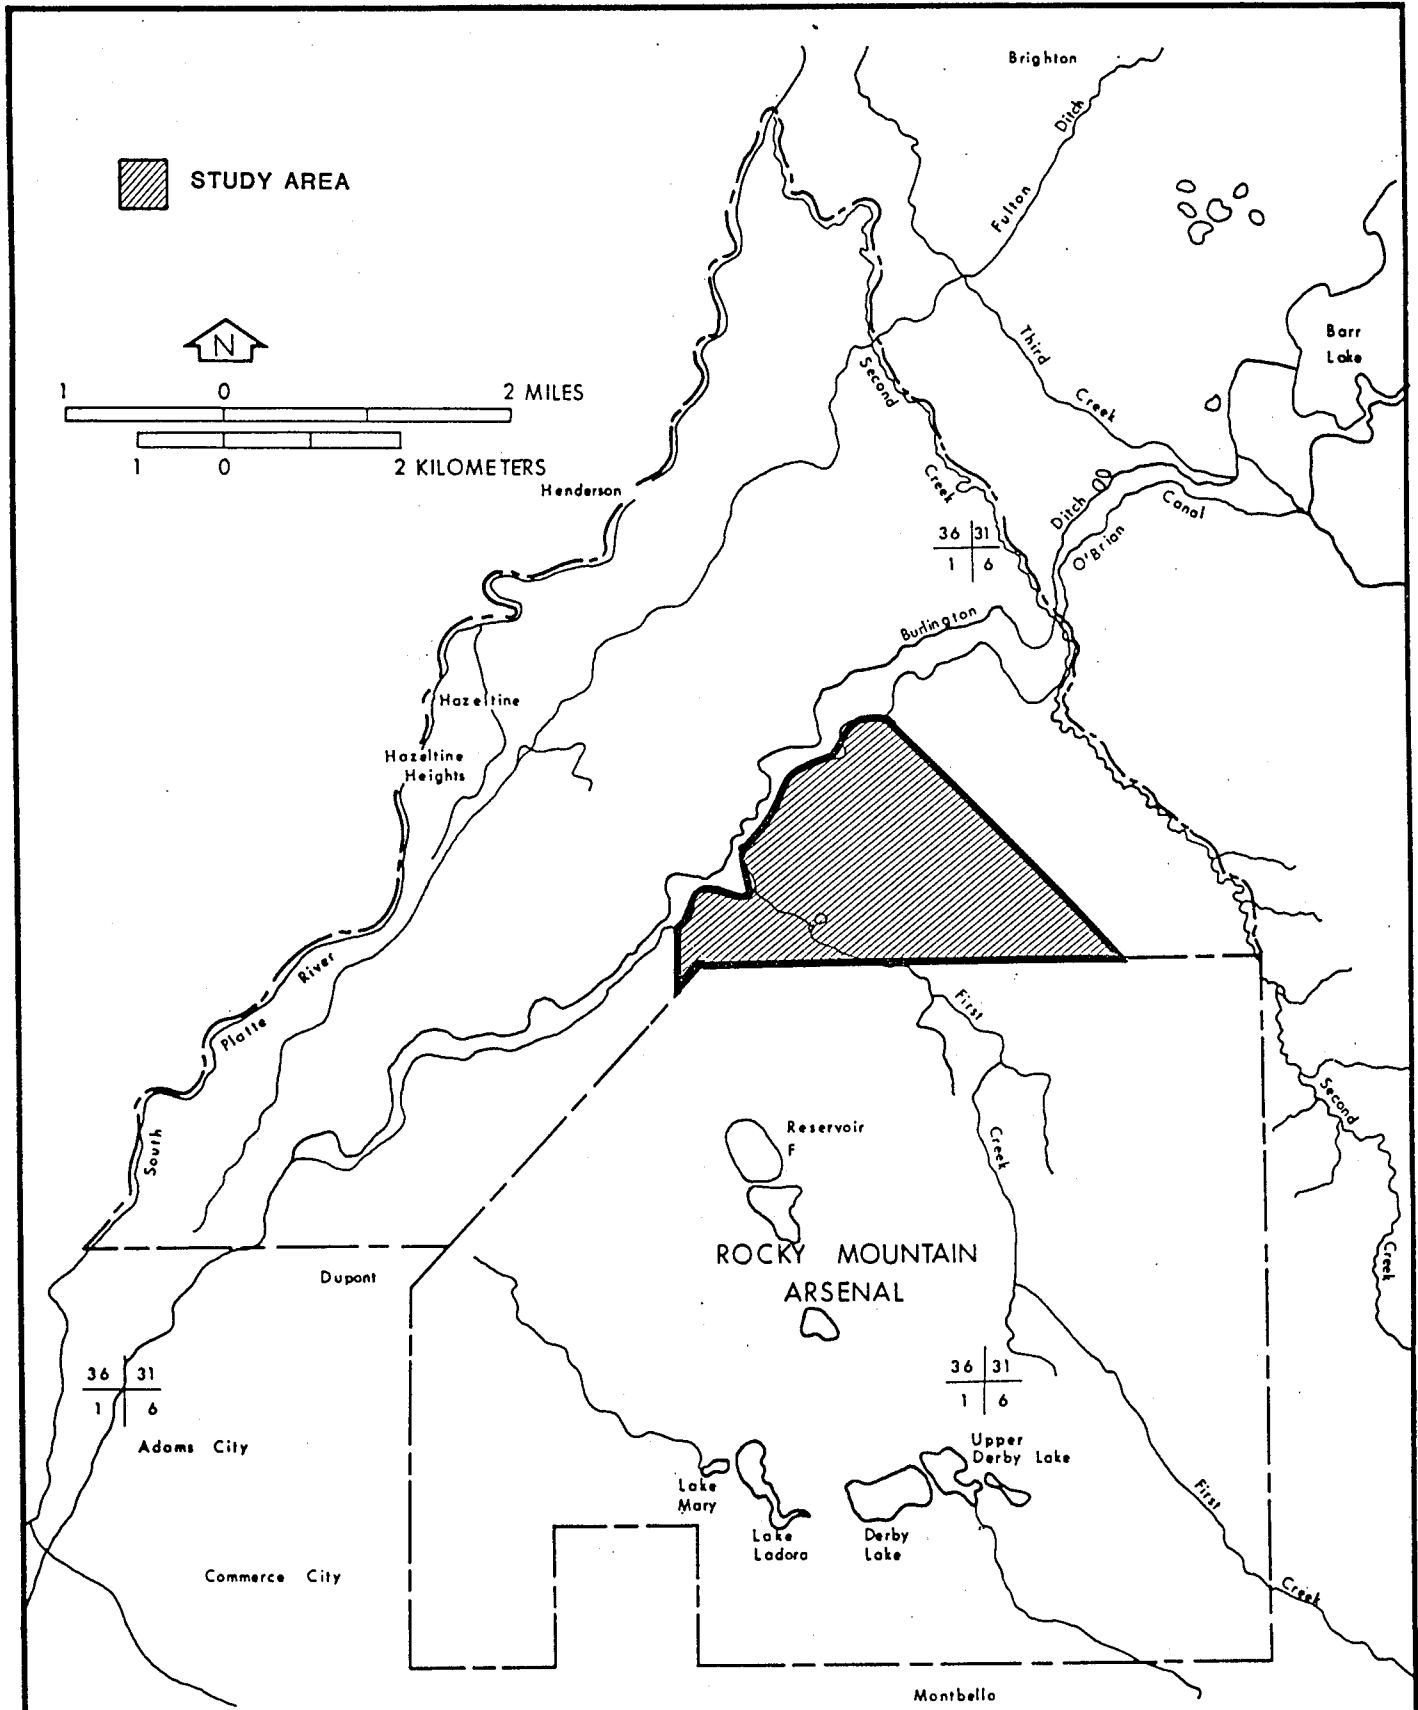 Brighton
Ditch
Fulton
STUDY AREA
N
Barr
Lake
Third
Creek
Second
Creek
1 0 2 MILES
1 0 2 KILOMETERS
Henderson
Ditch
Canal
O'Brian
36 31
1 6
Burlington
Hazeltine
Hazeltine
Heights
River
Platte
South
First
Creek
Second
Creek
Reservoir
F
ROCKY MOUNTAIN
ARSENAL
Dupont
36 31
1 6
36 31
1 6
Adams City
Upper
Derby Lake
Lake
Mary
Lake
Ladora
Derby
Lake
First
Creek
Commerce City
Montbello